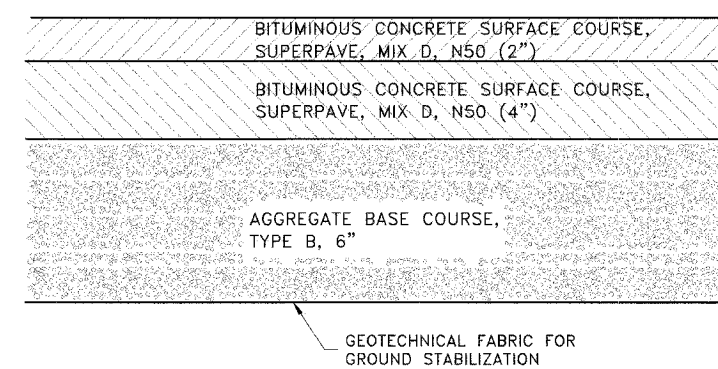 BITUMINOUS CONCRETE SURFACE COURSE,
SUPERPAVE, MIX D, N50 (2")
BITUMINOUS CONCRETE SURFACE COURSE,
SUPERPAVE, MIX D, N50 (4")
AGGREGATE BASE COURSE,
TYPE B, 6"
GEOTECHNICAL FABRIC FOR
GROUND STABILIZATION